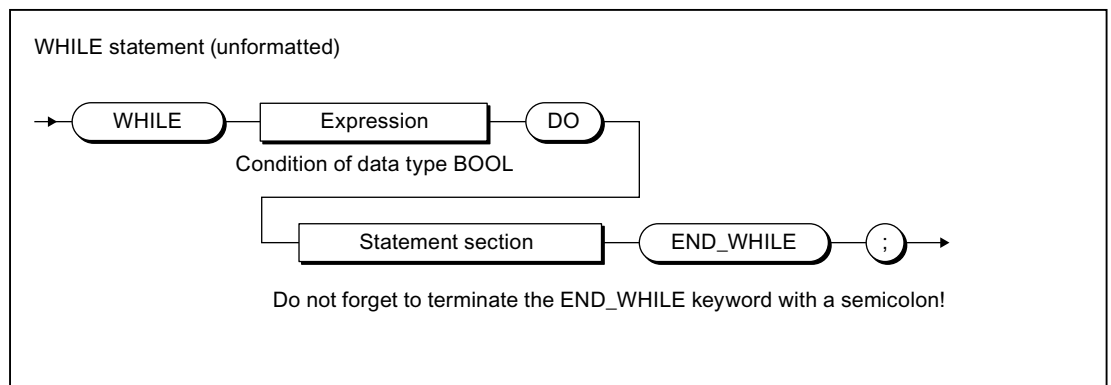 WHILE statement (unformatted)
WHILE Expression DO
Condition of data type BOOL
Statement section END_WHILE ;
Do not forget to terminate the END_WHILE keyword with a semicolon!